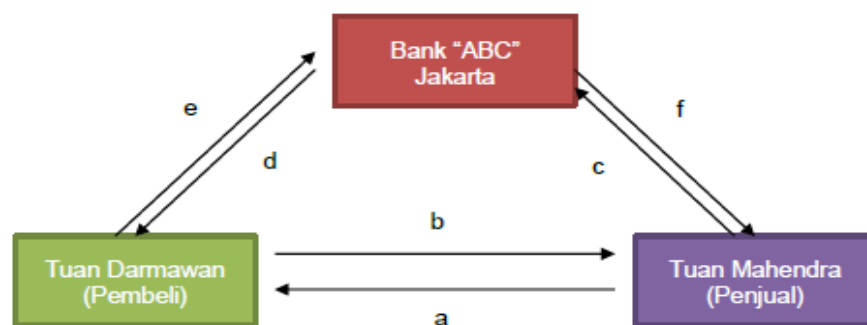 Bank “ABC”
Jakarta
e
f
d
c
b
Tuan Darmawan
(Pembeli)
Tuan Mahendra
(Penjual)
a